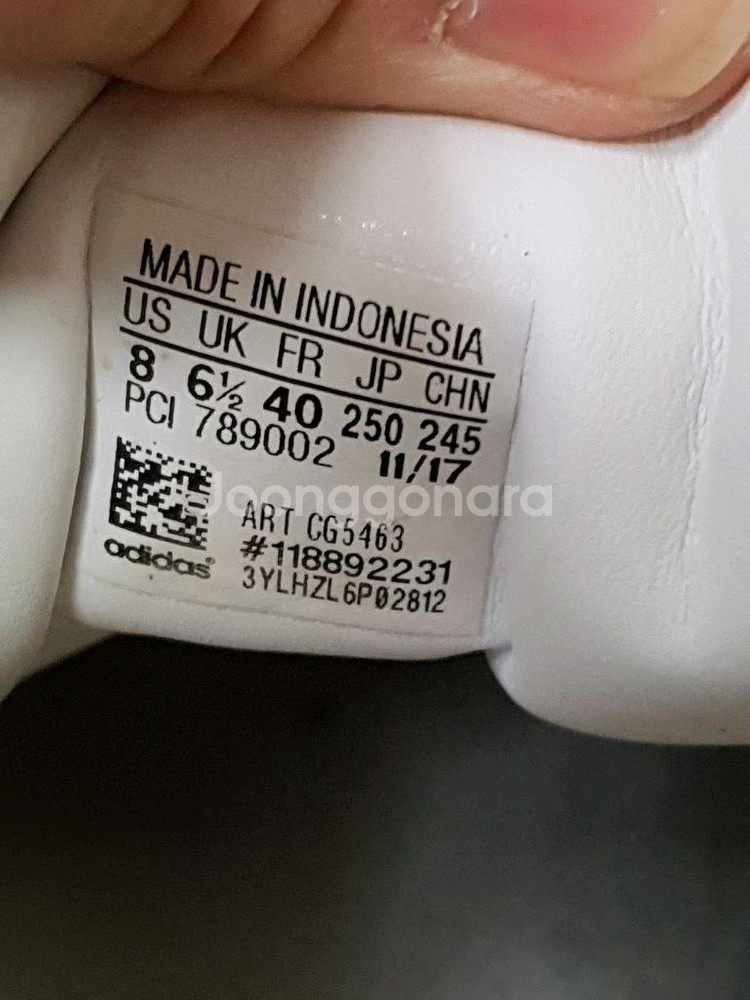 MADE IN INDONESIA
US UK FR JP CHN
8 6½ 40 250 245
PCI 789002 11/17
Joonggonara
ART CG5463
#118892231
adidas®
3YLHZL6PØ2812